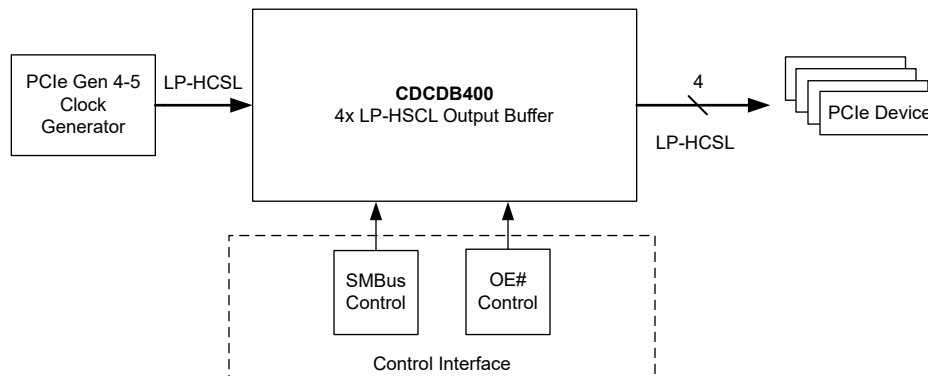 PCIe Gen 4-5
Clock
Generator
LP-HCSL
CDCDB400
4x LP-HSCL Output Buffer
4
LP-HCSL
PCIe Device
SMBus
Control
OE#
Control
Control Interface